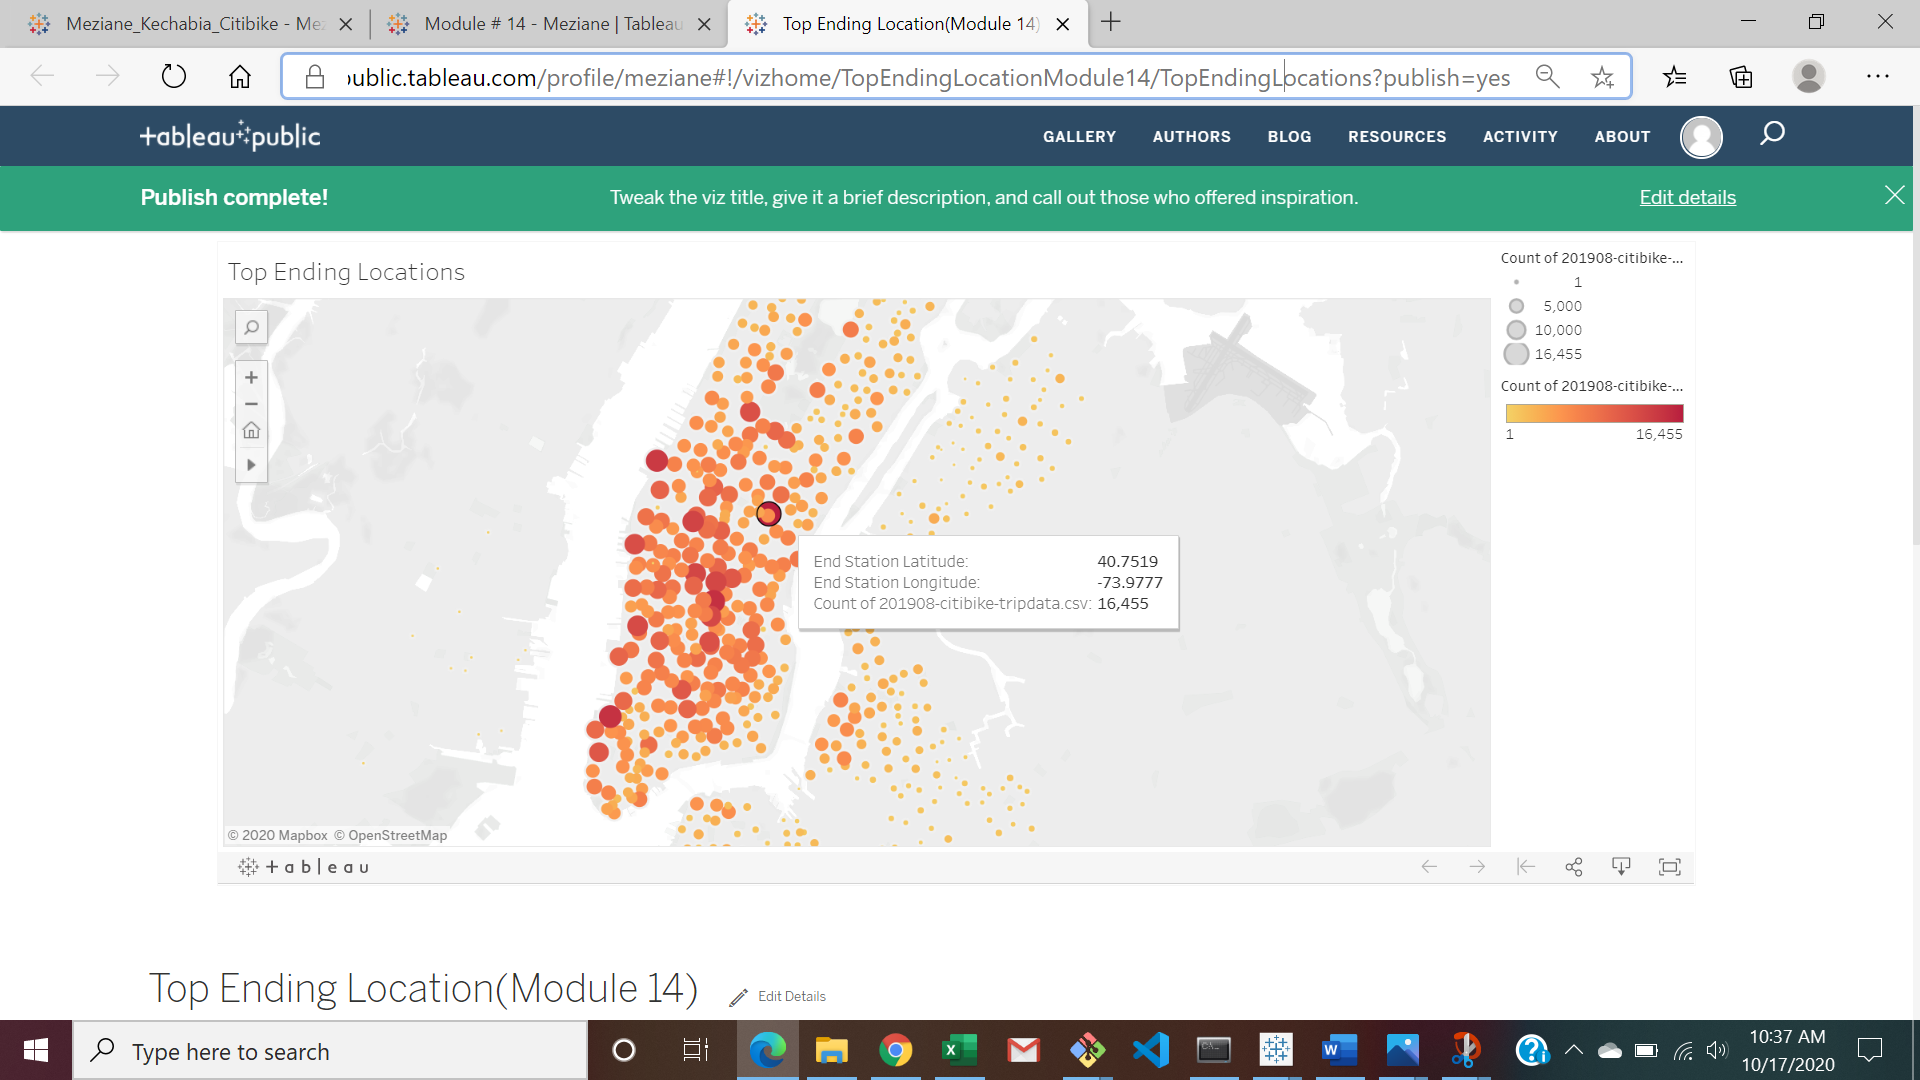 Meziane_Kechabia_Citibike - Mez
Module # 14 - Meziane | Tableau
Top Ending Location(Module 14)
public.tableau.com/profile/meziane#!/vizhome/TopEndingLocationModule14/TopEndingLocations?publish=yes
tableau public
GALLERY AUTHORS BLOG RESOURCES ACTIVITY ABOUT
Publish complete! Tweak the viz title, give it a brief description, and call out those who offered inspiration. Edit details
Top Ending Locations
Count of 201908-citibike-...
1
5,000
10,000
16,455
Count of 201908-citibike-...
1 16,455
End Station Latitude: 40.7519
End Station Longitude: -73.9777
Count of 201908-citibike-tripdata.csv: 16,455
© 2020 Mapbox © OpenStreetMap
tableau
Top Ending Location(Module 14) Edit Details
Type here to search
10:37 AM
10/17/2020